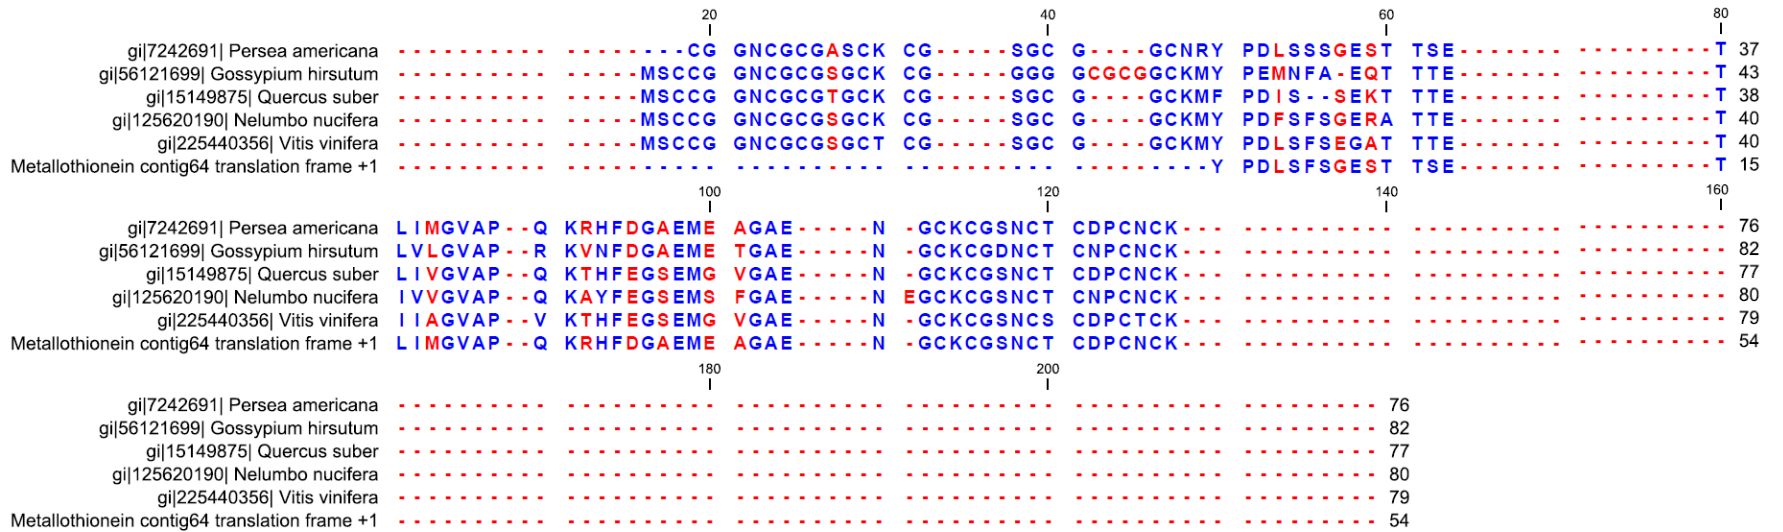 20 40 60 80
gi|7242691| Persea americana ---------- --------CG GNCGCGASCK CG-----SGC G----GCNRY PDLSSSGEST TSE------- ---------T 37
gi|56121699| Gossypium hirsutum ---------- -----MSCCG GNCGCGSGCK CG-----GGG GCGCGGCKMY PEMNFA-EQT TTE------- ---------T 43
gi|15149875| Quercus suber ---------- -----MSCCG GNCGCGTGCK CG-----SGC G----GCKMF PDIS--SEKT TTE------- ---------T 38
gi|125620190| Nelumbo nucifera ---------- -----MSCCG GNCGCGSGCK CG-----SGC G----GCKMY PDFSFSGERA TTE------- ---------T 40
gi|225440356| Vitis vinifera ---------- -----MSCCG GNCGCGSGCT CG-----SGC G----GCKMY PDLSFSEGAT TTE------- ---------T 40
Metallothionein contig64 translation frame +1 ---------- ---------- ---------- ---------- ---------Y PDLSFSGEST TSE------- ---------T 15
100 120 140 160
gi|7242691| Persea americana LIMGVAP--Q KRHFDGAEME AGAE-----N -GCKCGSNCT CDPCNCK--- ---------- ---------- ---------- 76
gi|56121699| Gossypium hirsutum LVLGVAP--R KVNFDGAEME TGAE-----N -GCKCGDNCT CNPCNCK--- ---------- ---------- ---------- 82
gi|15149875| Quercus suber LIVGVAP--Q KTHFEGSEMG VGAE-----N -GCKCGSNCT CNPCNCK--- ---------- ---------- ---------- 77
gi|125620190| Nelumbo nucifera IVVGVAP--Q KAYFEGSEMS FGAE-----N EGCKCGSNCT CNPCNCK--- ---------- ---------- ---------- 80
gi|225440356| Vitis vinifera IIAGVAP--V KTHFEGSEMG VGAE-----N -GCKCGSNCS CDPCTCK--- ---------- ---------- ---------- 79
Metallothionein contig64 translation frame +1 LIMGVAP--Q KRHFDGAEME AGAE-----N -GCKCGSNCT CDPCNCK--- ---------- ---------- ---------- 54
180 200
gi|7242691| Persea americana ---------- ---------- ---------- ---------- ---------- ---------- 76
gi|56121699| Gossypium hirsutum ---------- ---------- ---------- ---------- ---------- ---------- 82
gi|15149875| Quercus suber ---------- ---------- ---------- ---------- ---------- ---------- 77
gi|125620190| Nelumbo nucifera ---------- ---------- ---------- ---------- ---------- ---------- 80
gi|225440356| Vitis vinifera ---------- ---------- ---------- ---------- ---------- ---------- 79
Metallothionein contig64 translation frame +1 ---------- ---------- ---------- ---------- ---------- ---------- 54